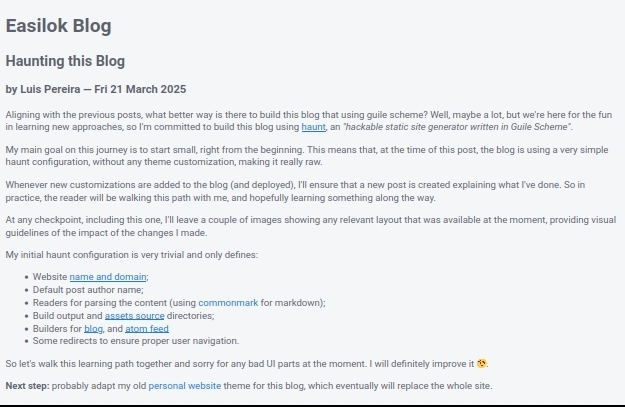 Easilok Blog
Haunting this Blog
by Luis Pereira — Fri 21 March 2025
Aligning with the previous posts, what better way is there to build this blog that using guile scheme? Well, maybe a lot, but we're here for the fun
in learning new approaches, so I'm committed to build this blog using haunt, an "hackable static site generator written in Guile Scheme".
My main goal on this journey is to start small, right from the beginning. This means that, at the time of this post, the blog is using a very simple
haunt configuration, without any theme customization, making it really raw.
Whenever new customizations are added to the blog (and deployed), I'll ensure that a new post is created explaining what I've done. So in
practice, the reader will be walking this path with me, and hopefully learning something along the way.
At any checkpoint, including this one, I'll leave a couple of images showing any relevant layout that was available at the moment, providing visual
guidelines of the impact of the changes I made.
My initial haunt configuration is very trivial and only defines:
• Website name and domain;
• Default post author name;
• Readers for parsing the content (using commonmark for markdown);
• Build output and assets source directories;
• Builders for blog, and atom feed
• Some redirects to ensure proper user navigation.
So let's walk this learning path together and sorry for any bad UI parts at the moment. I will definitely improve it 🤓.
Next step: probably adapt my old personal website theme for this blog, which eventually will replace the whole site.